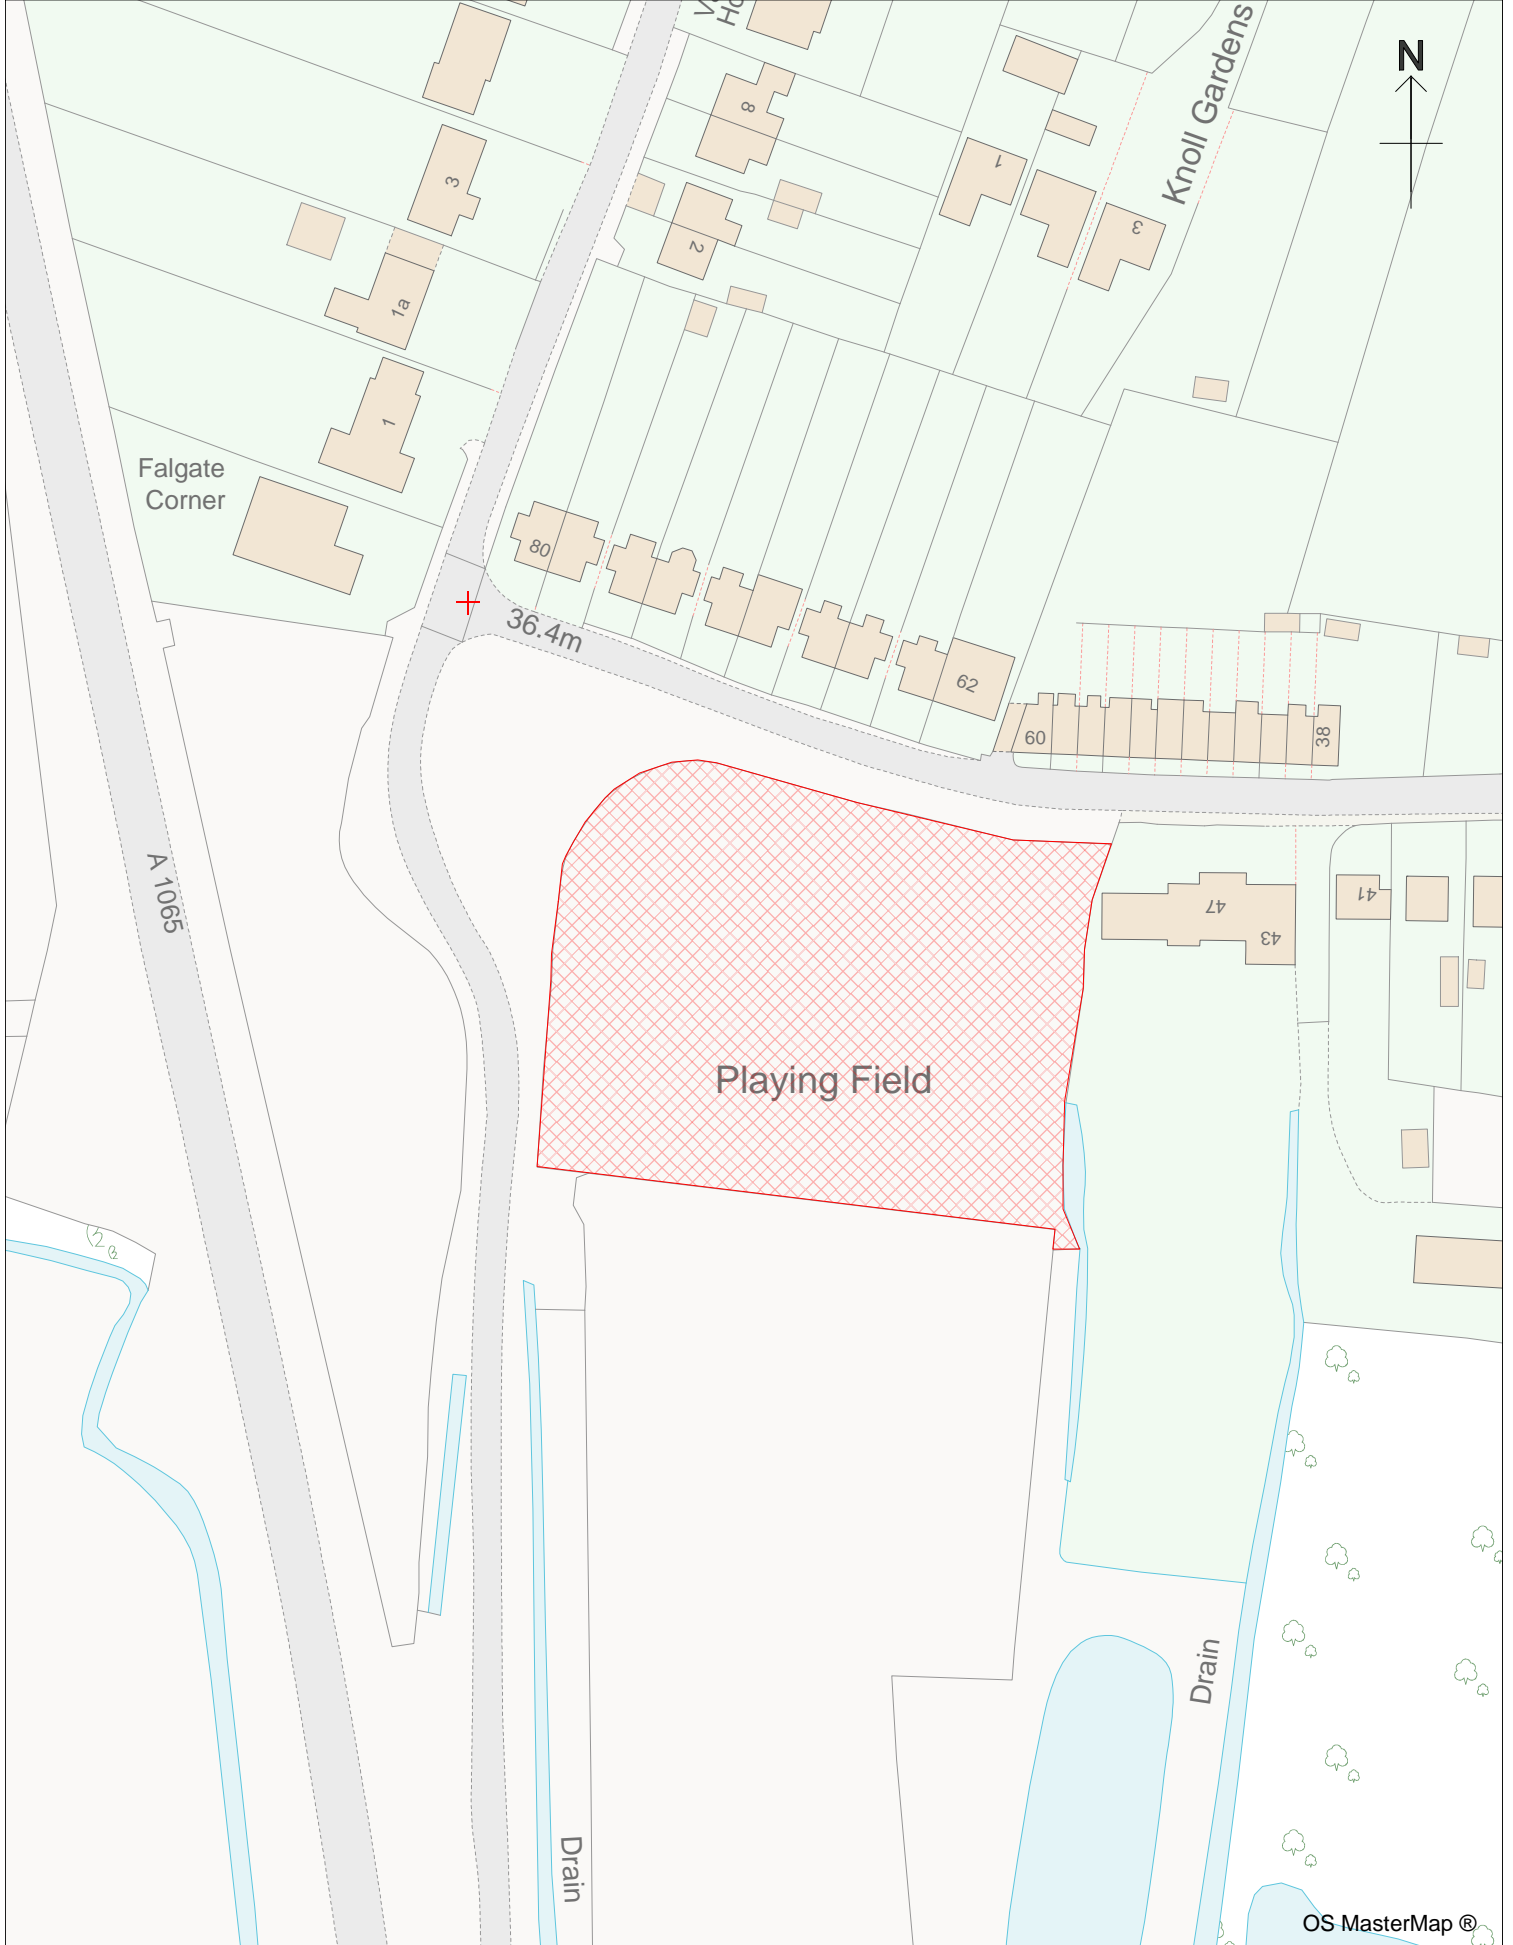 Knoll Gardens
N
8
3
1
2
3
1a
1
Falgate
Corner
80
36.4m
62
60
38
A 1065
47
41
43
Playing Field
Drain
Drain
OS MasterMap ®